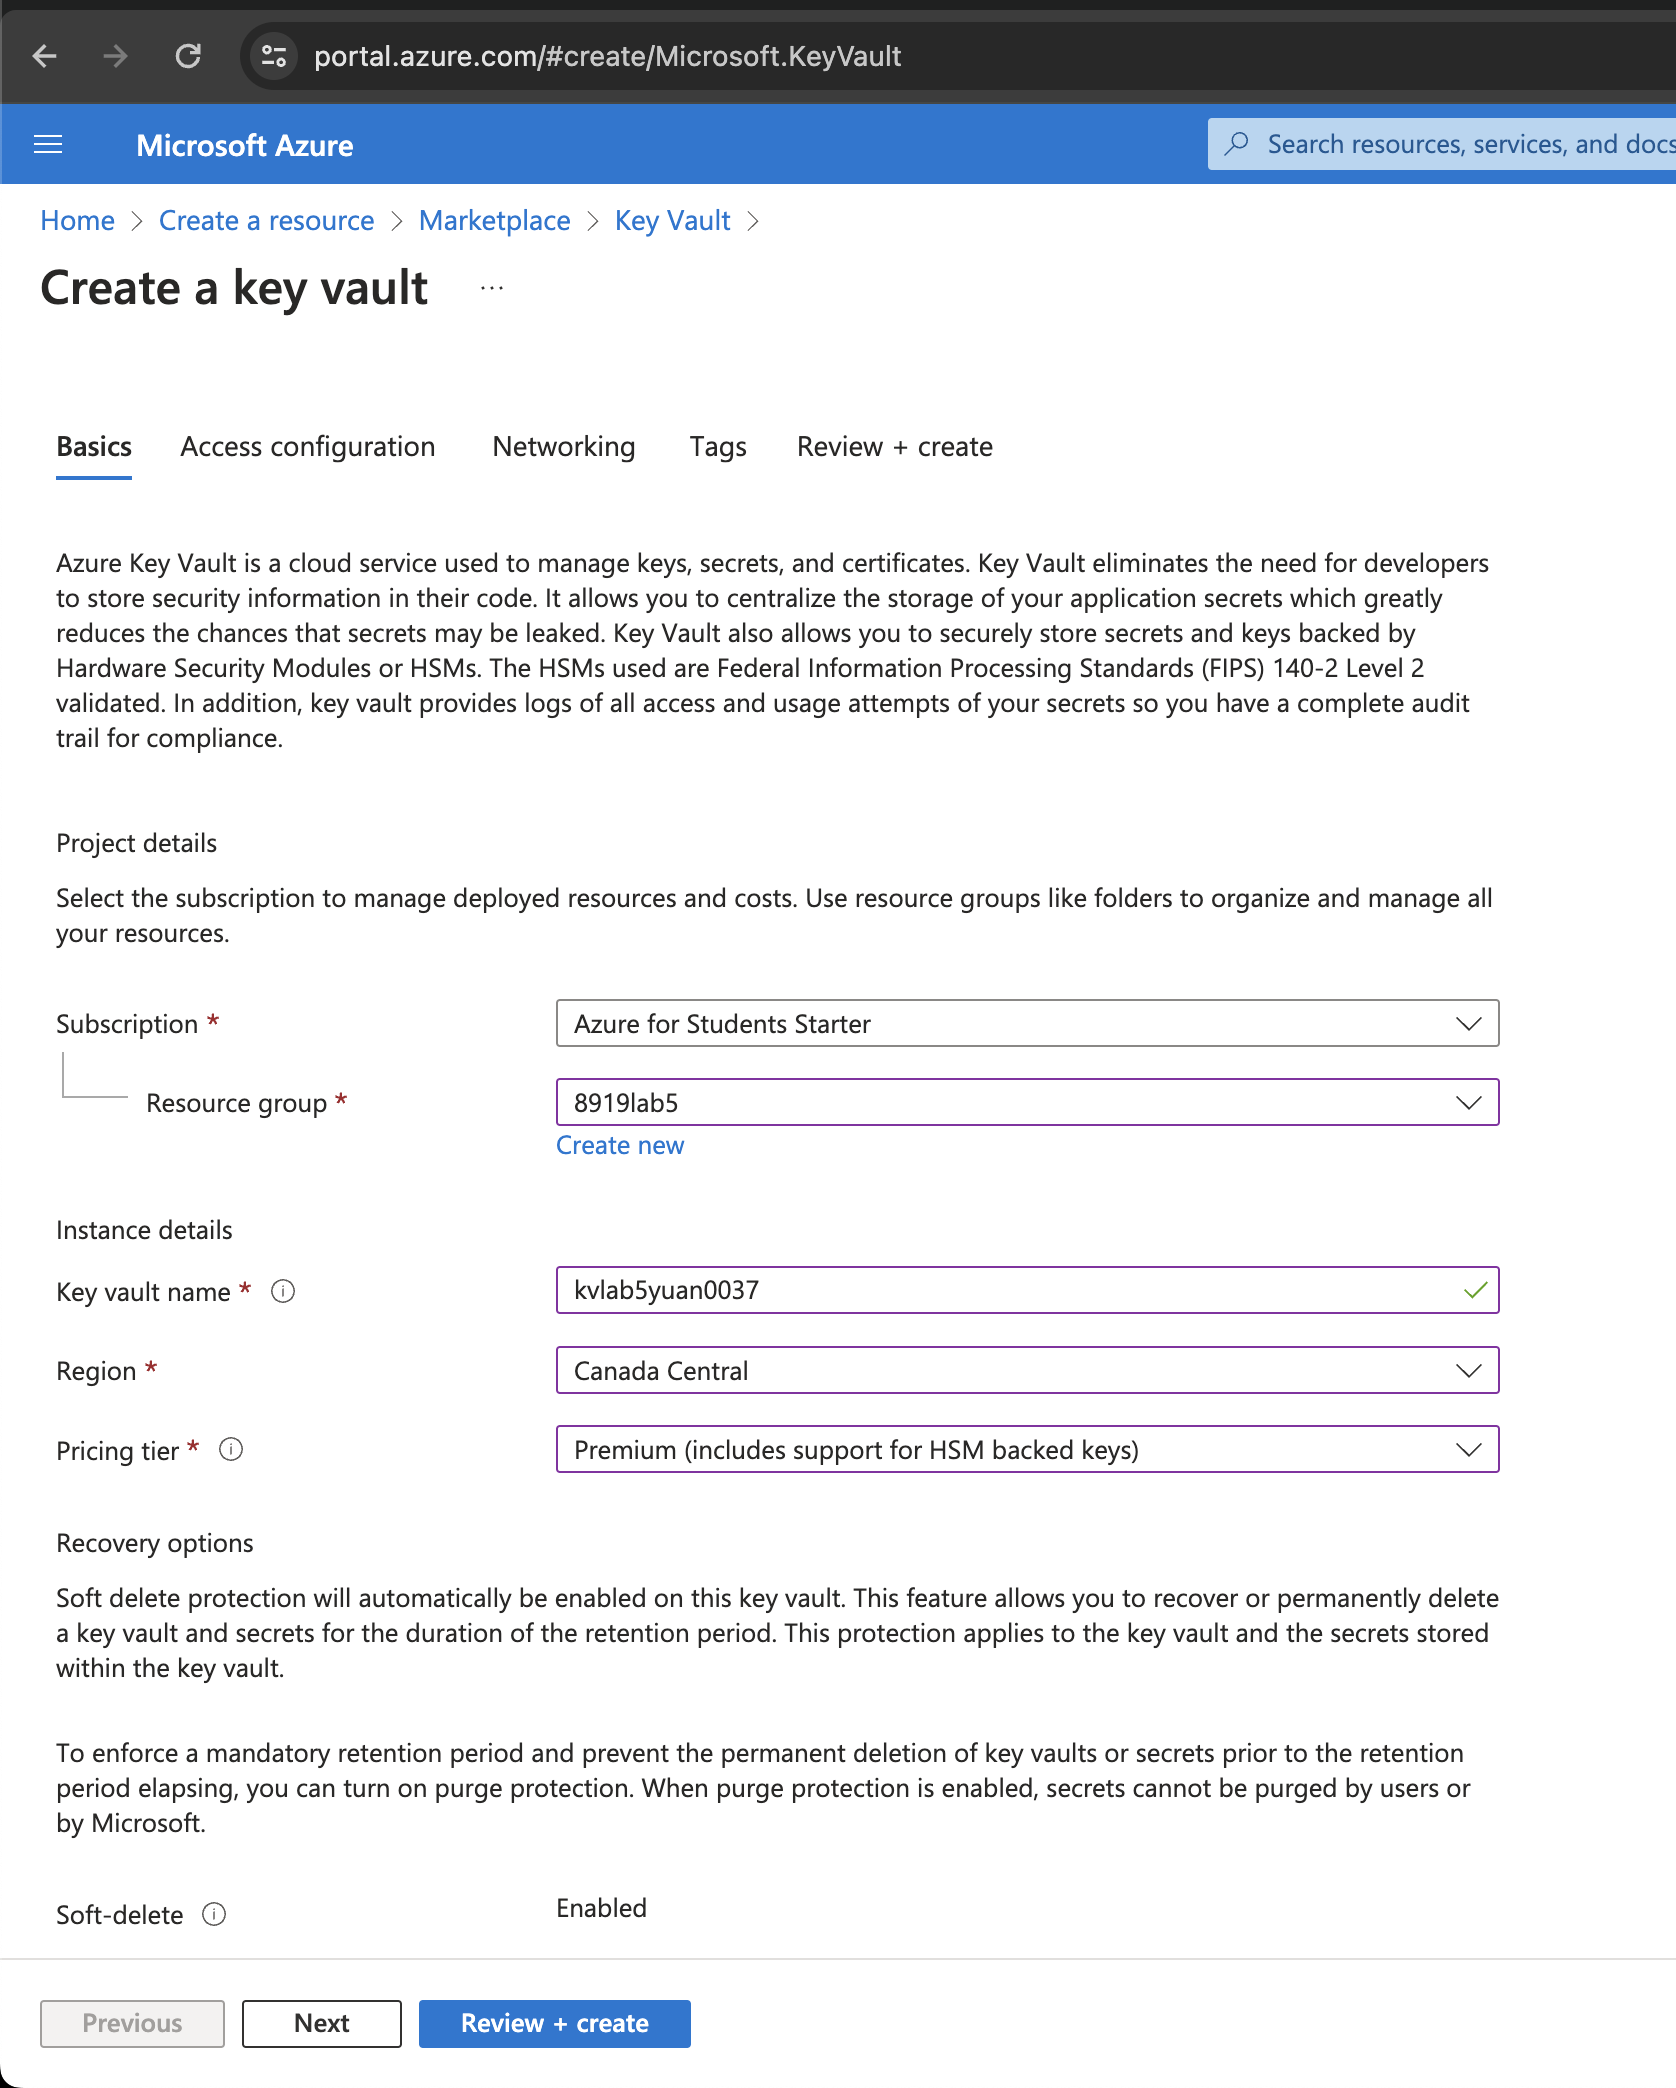 portal.azure.com/#create/Microsoft.KeyVault
Microsoft Azure
Search resources, services, and docs
Home > Create a resource > Marketplace > Key Vault >
Create a key vault ...
Basics Access configuration Networking Tags Review + create
Azure Key Vault is a cloud service used to manage keys, secrets, and certificates. Key Vault eliminates the need for developers
to store security information in their code. It allows you to centralize the storage of your application secrets which greatly
reduces the chances that secrets may be leaked. Key Vault also allows you to securely store secrets and keys backed by
Hardware Security Modules or HSMs. The HSMs used are Federal Information Processing Standards (FIPS) 140-2 Level 2
validated. In addition, key vault provides logs of all access and usage attempts of your secrets so you have a complete audit
trail for compliance.
Project details
Select the subscription to manage deployed resources and costs. Use resource groups like folders to organize and manage all
your resources.
Subscription * Azure for Students Starter
Resource group * 8919lab5
Create new
Instance details
Key vault name * kvlab5yuan0037
Region * Canada Central
Pricing tier * Premium (includes support for HSM backed keys)
Recovery options
Soft delete protection will automatically be enabled on this key vault. This feature allows you to recover or permanently delete
a key vault and secrets for the duration of the retention period. This protection applies to the key vault and the secrets stored
within the key vault.
To enforce a mandatory retention period and prevent the permanent deletion of key vaults or secrets prior to the retention
period elapsing, you can turn on purge protection. When purge protection is enabled, secrets cannot be purged by users or
by Microsoft.
Soft-delete Enabled
Previous Next Review + create